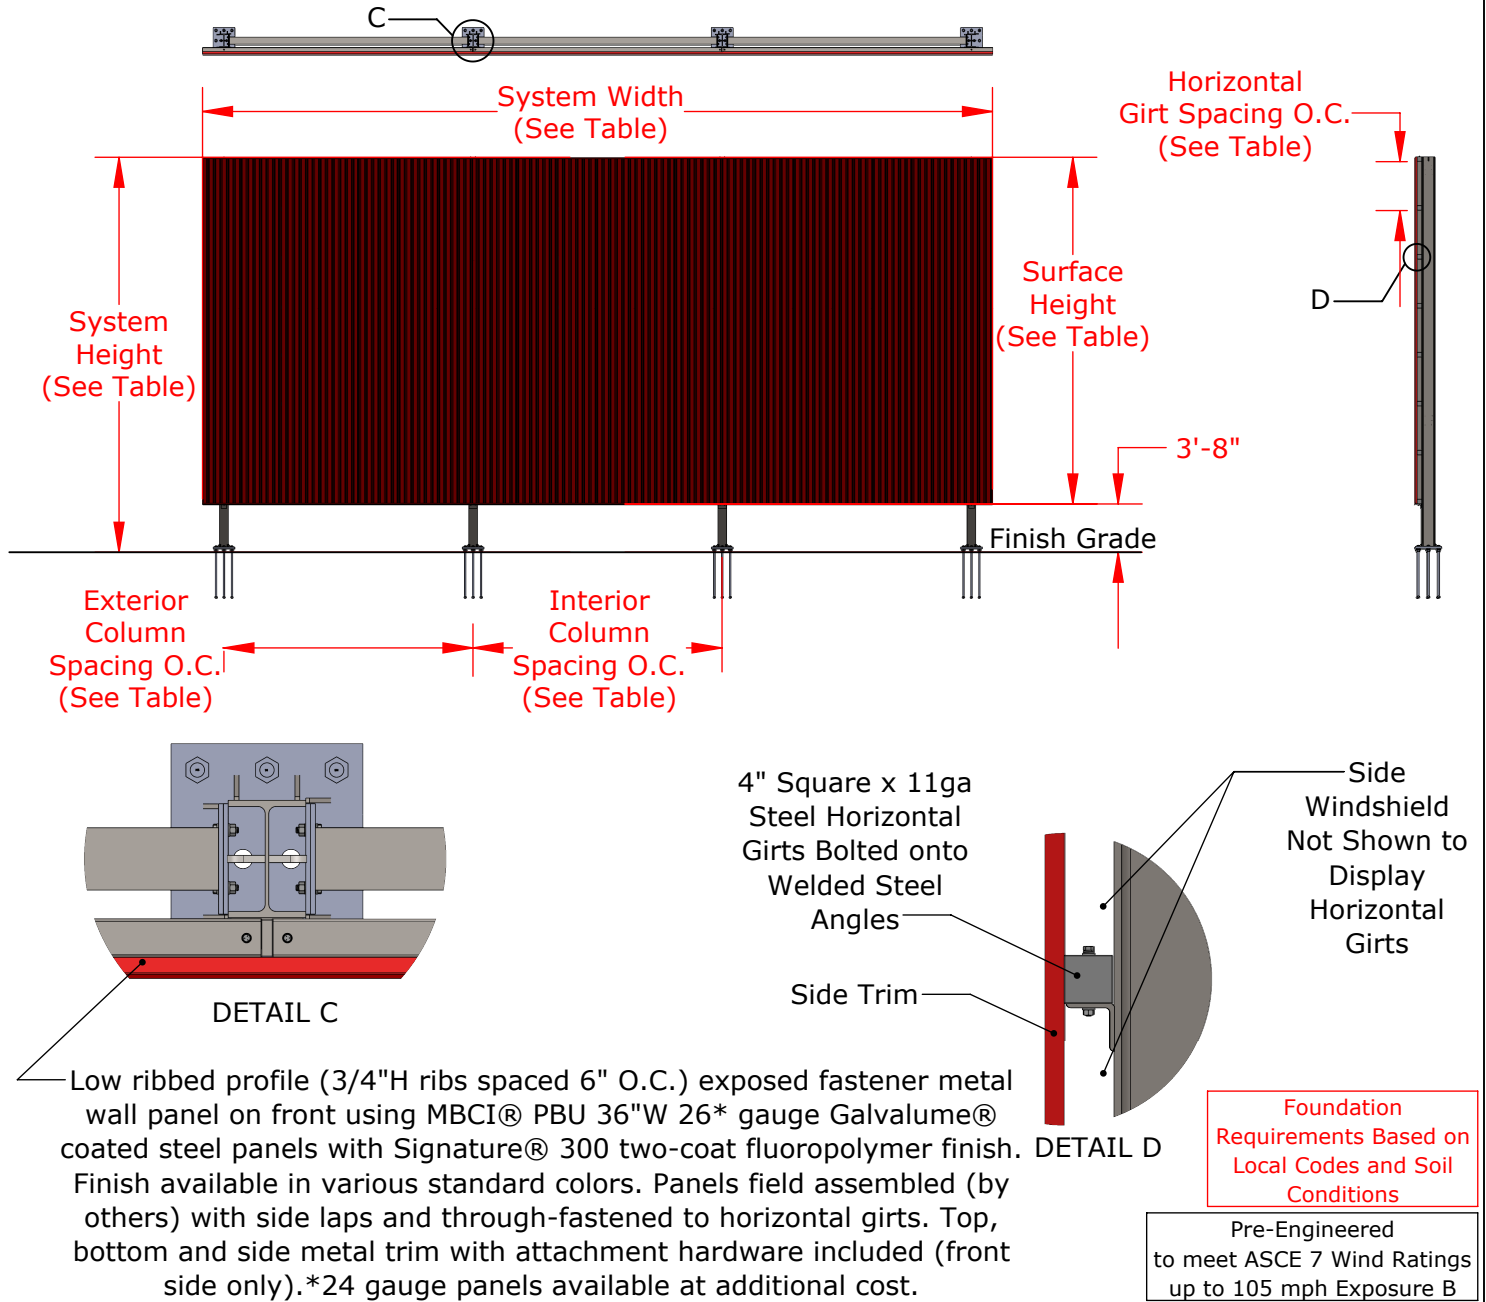 C
System Width
(See Table)
Horizontal
Girt Spacing O.C.
(See Table)
System
Height
(See Table)
Surface
Height
(See Table)
D
3'-8"
Finish Grade
Exterior
Column
Spacing O.C.
(See Table)
Interior
Column
Spacing O.C.
(See Table)
4" Square x 11ga
Steel Horizontal
Girts Bolted onto
Welded Steel
Angles
Side
Windshield
Not Shown to
Display
Horizontal
Girts
Side Trim
DETAIL C
DETAIL D
Low ribbed profile (3/4"H ribs spaced 6" O.C.) exposed fastener metal
wall panel on front using MBCI® PBU 36"W 26* gauge Galvalume®
coated steel panels with Signature® 300 two-coat fluoropolymer finish.
Finish available in various standard colors. Panels field assembled (by
others) with side laps and through-fastened to horizontal girts. Top,
bottom and side metal trim with attachment hardware included (front
side only).*24 gauge panels available at additional cost.
Foundation
Requirements Based on
Local Codes and Soil
Conditions
Pre-Engineered
to meet ASCE 7 Wind Ratings
up to 105 mph Exposure B